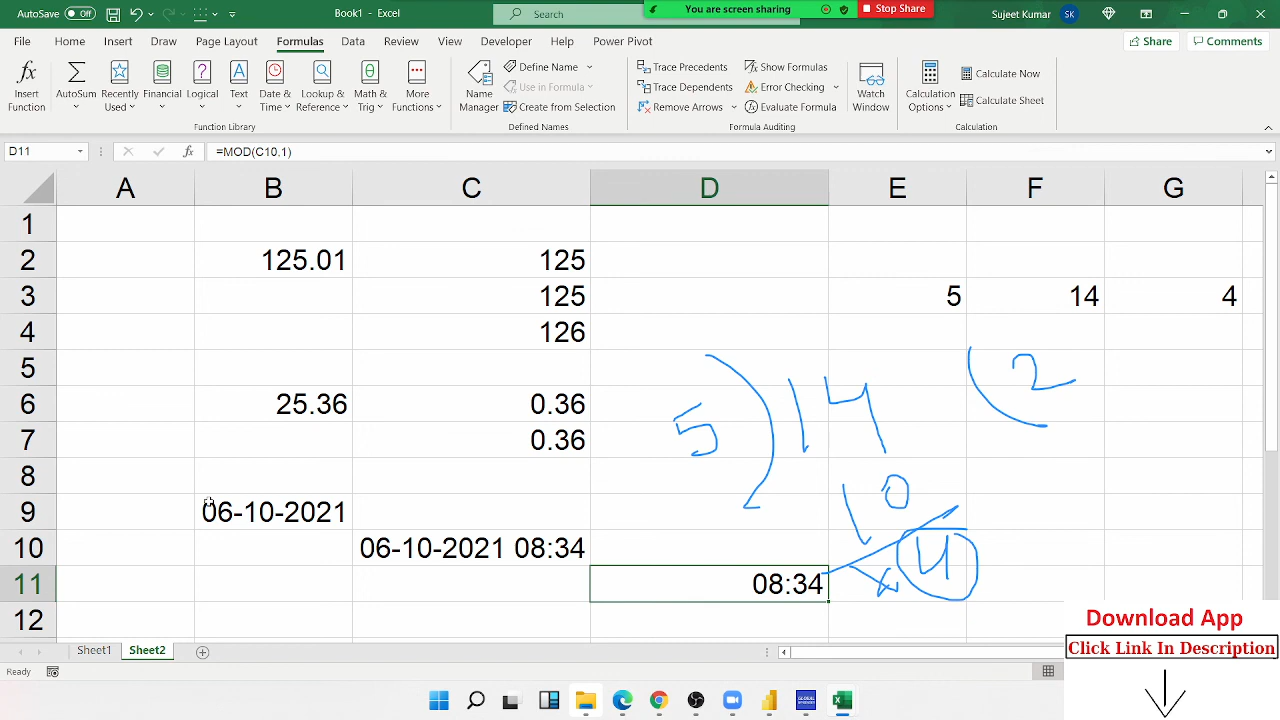 AutoSave Off Book1 - Excel Search You are screen sharing Stop Share Sujeet Kumar SK
File Home Insert Draw Page Layout Formulas Data Review View Developer Help Power Pivot Share Comments
Insert Function AutoSum Recently Used Financial Logical Text Date & Time Lookup & Reference Math & Trig More Functions
Function Library
Name Manager Define Name Use in Formula Create from Selection
Defined Names
Trace Precedents Trace Dependents Remove Arrows Show Formulas Error Checking Evaluate Formula Watch Window
Formula Auditing
Calculation Options Calculate Now Calculate Sheet
Calculation
D11 fx =MOD(C10,1)
A B C D E F G
1
2 125.01 125
3 125 5 14 4
4 126
5
6 25.36 0.36
7 0.36
8
9 06-10-2021
10 06-10-2021 08:34
11 08:34
12
5 ) 14 ( 2
10
4
Sheet1 Sheet2
Ready
Download App
Click Link In Description